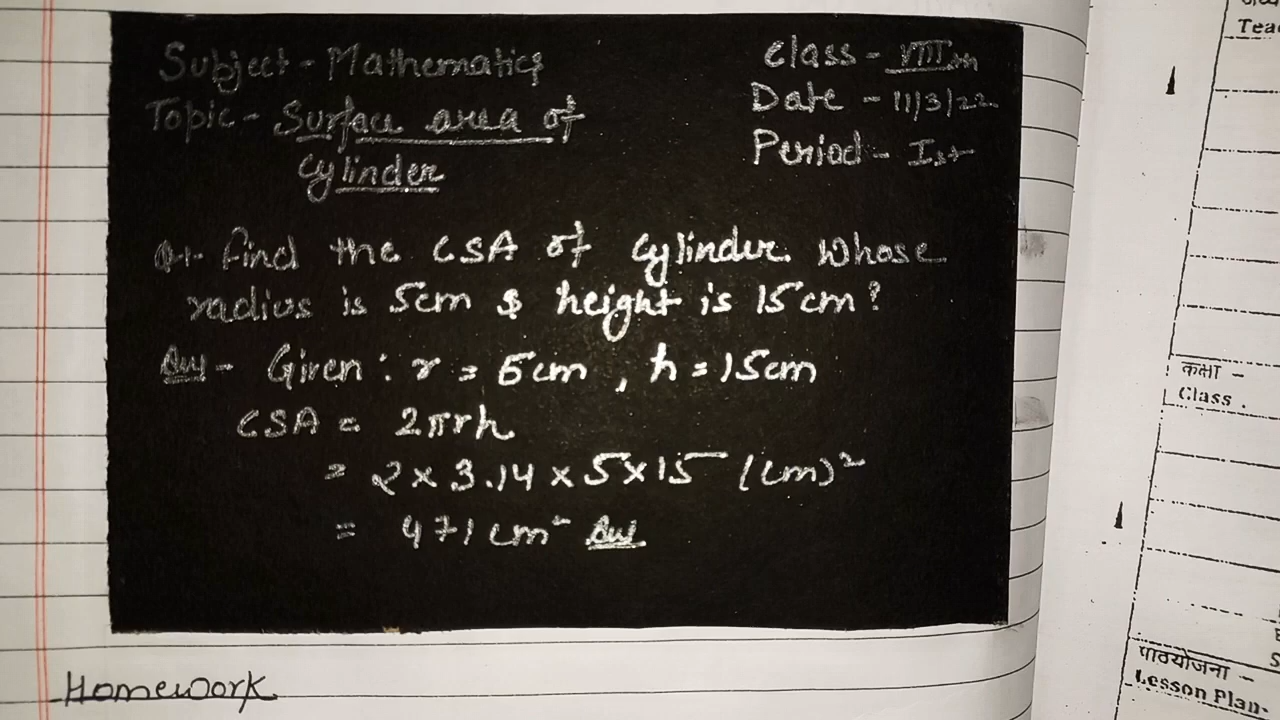 Subject - Mathematics
Topic - Surface area of
Cylinder
Class - VIIIth
Date - 11/3/22
Period - Ist
Q1- Find the CSA of cylinder whose
radius is 5cm & height is 15cm?
Ans - Given : r = 5cm , h = 15cm
CSA = 2πrh
= 2 × 3.14 × 5 × 15 (cm)²
= 471 cm² Ans
Homework
Tea
कक्षा -
Class .
पाठयोजना -
Lesson Plan-